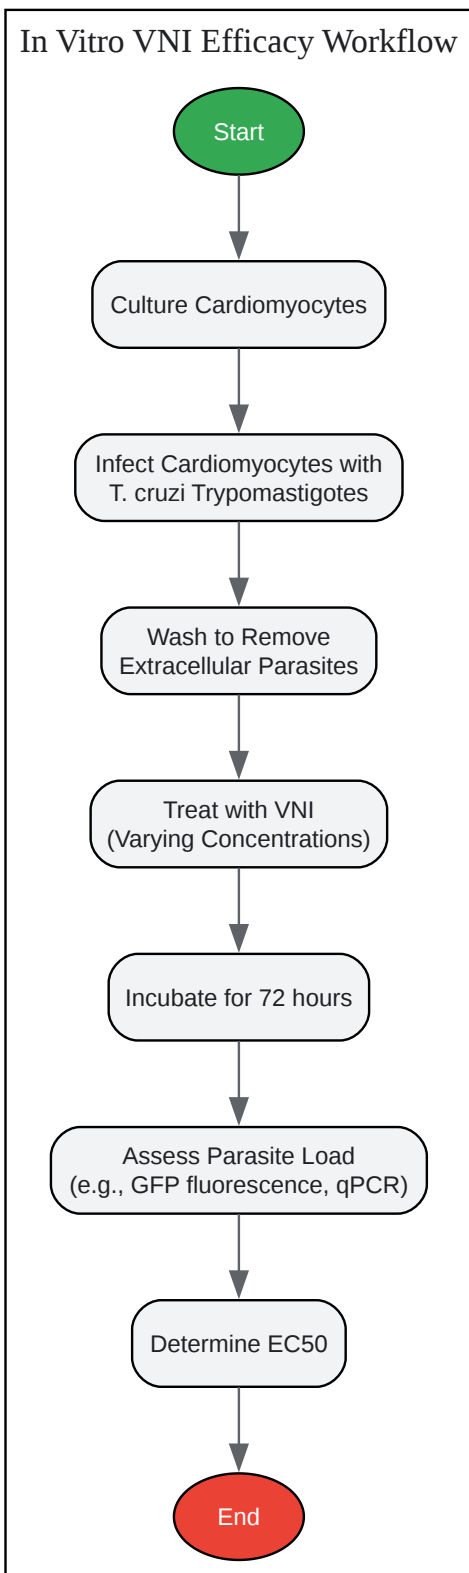 In Vitro VNI Efficacy Workflow
Start
Culture Cardiomyocytes
Infect Cardiomyocytes with
T. cruzi Trypomastigotes
Wash to Remove
Extracellular Parasites
Treat with VNI
(Varying Concentrations)
Incubate for 72 hours
Assess Parasite Load
(e.g., GFP fluorescence, qPCR)
Determine EC50
End